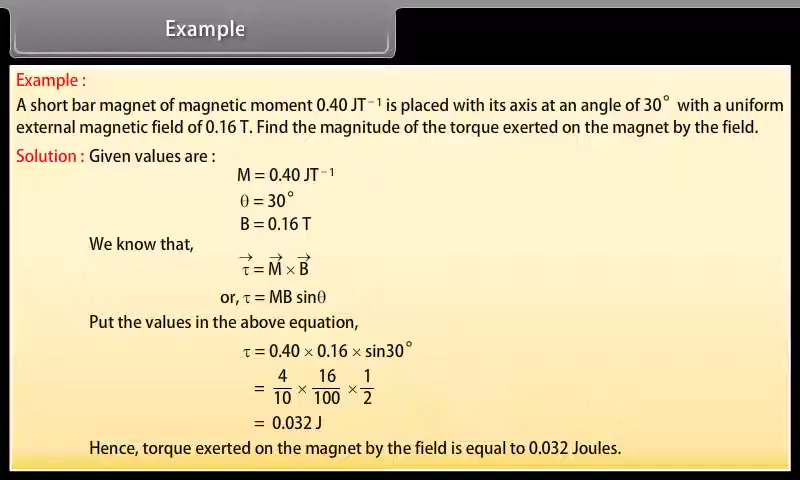 Example
Example :
A short bar magnet of magnetic moment 0.40 JT⁻¹ is placed with its axis at an angle of 30° with a uniform
external magnetic field of 0.16 T. Find the magnitude of the torque exerted on the magnet by the field.
Solution : Given values are :
M = 0.40 JT⁻¹
θ = 30°
B = 0.16 T
We know that,
τ⃗ = M⃗ × B⃗
or, τ = MB sinθ
Put the values in the above equation,
τ = 0.40 × 0.16 × sin30°
= 4/10 × 16/100 × 1/2
= 0.032 J
Hence, torque exerted on the magnet by the field is equal to 0.032 Joules.